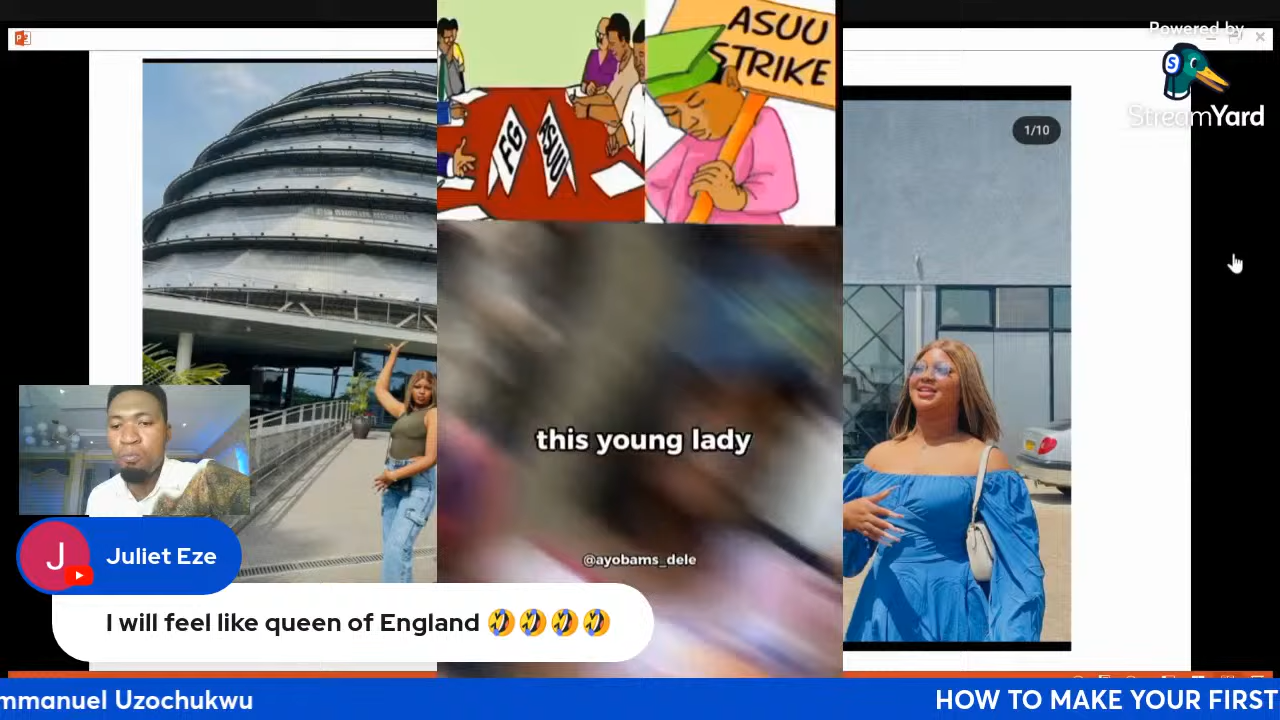 ASUU
STRIKE
Powered by
StreamYard
FG
ASUU
1/10
this young lady
@ayobams_dele
J
Juliet Eze
I will feel like queen of England 🤣🤣🤣🤣
mmanuel Uzochukwu
HOW TO MAKE YOUR FIRST